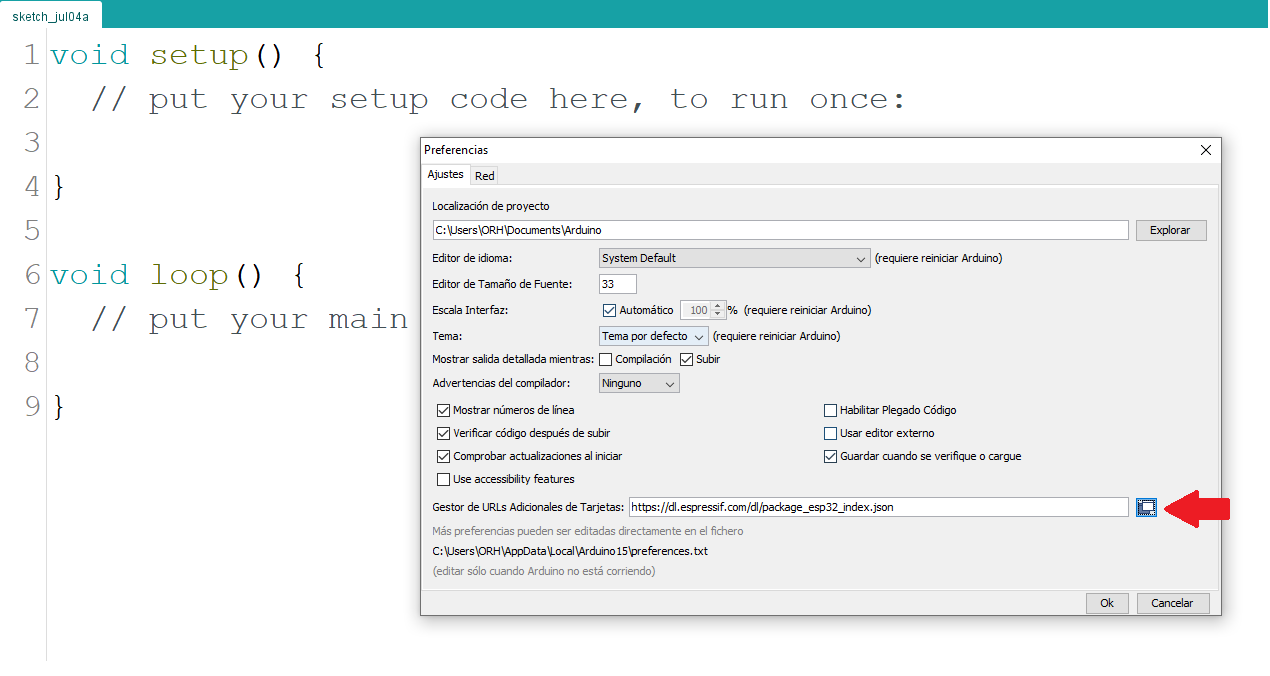 sketch_jul04a
1 void setup() {
2 // put your setup code here, to run once:
3
4 }
5
6 void loop() {
7 // put your main
8
9 }
Preferencias
Ajustes Red
Localización de proyecto
C:\Users\ORH\Documents\Arduino Explorar
Editor de idioma: System Default (requiere reiniciar Arduino)
Editor de Tamaño de Fuente: 33
Escala Interfaz: Automático 100 % (requiere reiniciar Arduino)
Tema: Tema por defecto (requiere reiniciar Arduino)
Mostrar salida detallada mientras: Compilación Subir
Advertencias del compilador: Ninguno
Mostrar números de línea Habilitar Plegado Código
Verificar código después de subir Usar editor externo
Comprobar actualizaciones al iniciar Guardar cuando se verifique o cargue
Use accessibility features
Gestor de URLs Adicionales de Tarjetas: https://dl.espressif.com/dl/package_esp32_index.json
Más preferencias pueden ser editadas directamente en el fichero
C:\Users\ORH\AppData\Local\Arduino15\preferences.txt
(editar sólo cuando Arduino no está corriendo)
Ok Cancelar